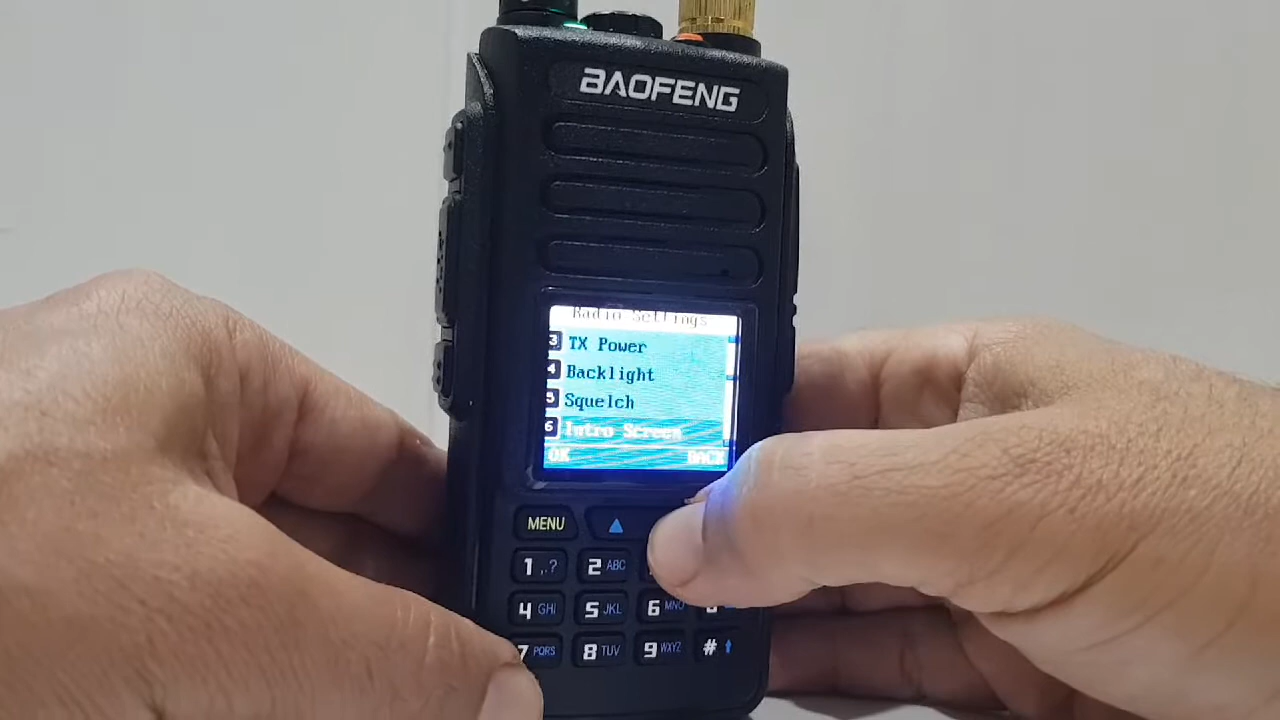 BAOFENG
Radio Settings
3 TX Power
4 Backlight
5 Squelch
6 Intro Screen
OK BACK
MENU
1 ,.? 2 ABC
4 GHI 5 JKL 6 MNO
7 PQRS 8 TUV 9 WXYZ #